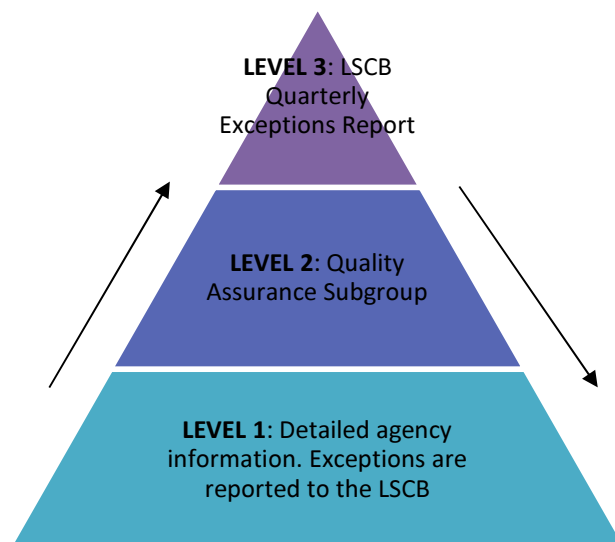 LEVEL 3: LSCB
Quarterly
Exceptions Report
LEVEL 2: Quality
Assurance Subgroup
LEVEL 1: Detailed agency
information. Exceptions are
reported to the LSCB